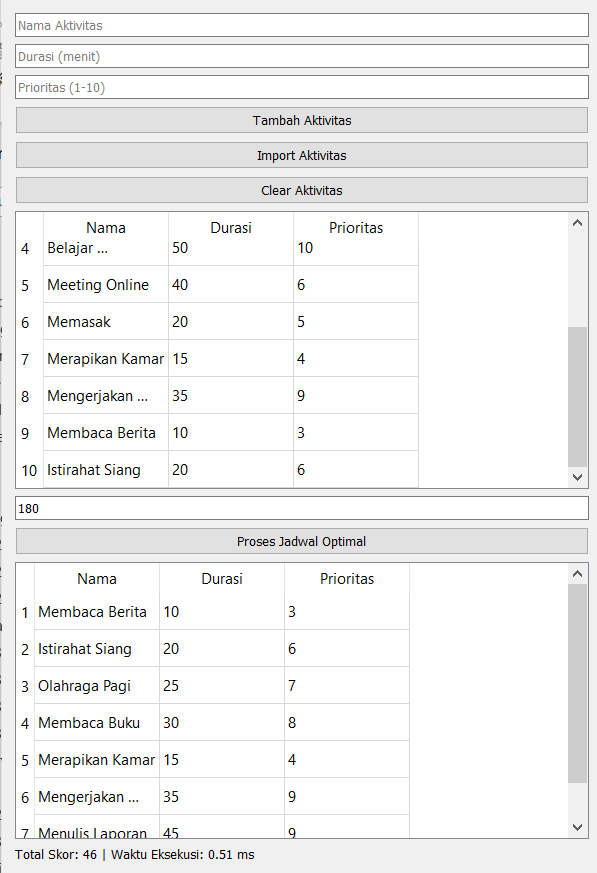 Nama Aktivitas
Durasi (menit)
Prioritas (1-10)
Tambah Aktivitas
Import Aktivitas
Clear Aktivitas
Nama Durasi Prioritas
4 Belajar ... 50 10
5 Meeting Online 40 6
6 Memasak 20 5
7 Merapikan Kamar 15 4
8 Mengerjakan ... 35 9
9 Membaca Berita 10 3
10 Istirahat Siang 20 6
180
Proses Jadwal Optimal
Nama Durasi Prioritas
1 Membaca Berita 10 3
2 Istirahat Siang 20 6
3 Olahraga Pagi 25 7
4 Membaca Buku 30 8
5 Merapikan Kamar 15 4
6 Mengerjakan ... 35 9
7 Menulis Laporan 45 9
Total Skor: 46 | Waktu Eksekusi: 0.51 ms